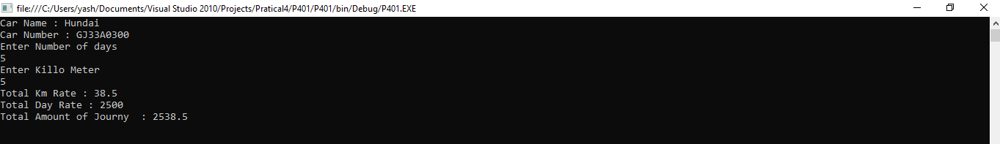 file:///C:/Users/yash/Documents/Visual Studio 2010/Projects/Pratical4/P401/P401/bin/Debug/P401.EXE
Car Name : Hundai
Car Number : GJ33A0300
Enter Number of days
5
Enter Killo Meter
5
Total Km Rate : 38.5
Total Day Rate : 2500
Total Amount of Journy  : 2538.5